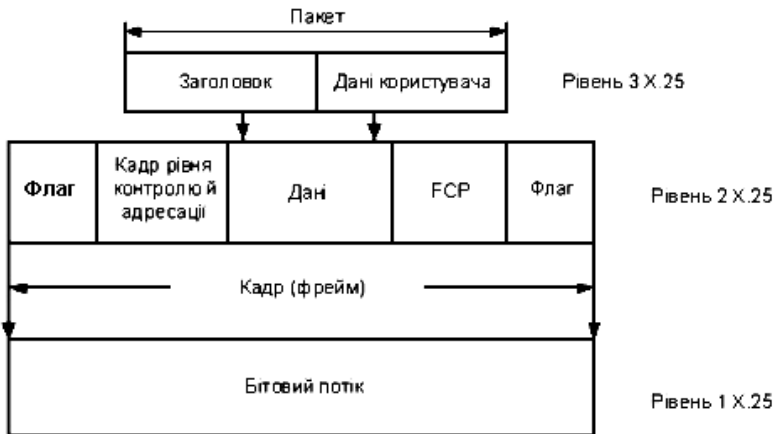 Пакет
Заголовок
Дані користувача
Рівень 3 X.25
Флаг
Кадр рівня
контролю й
адресації
Дані
FCP
Флаг
Рівень 2 X.25
Кадр (фрейм)
Бітовий потік
Рівень 1 X.25